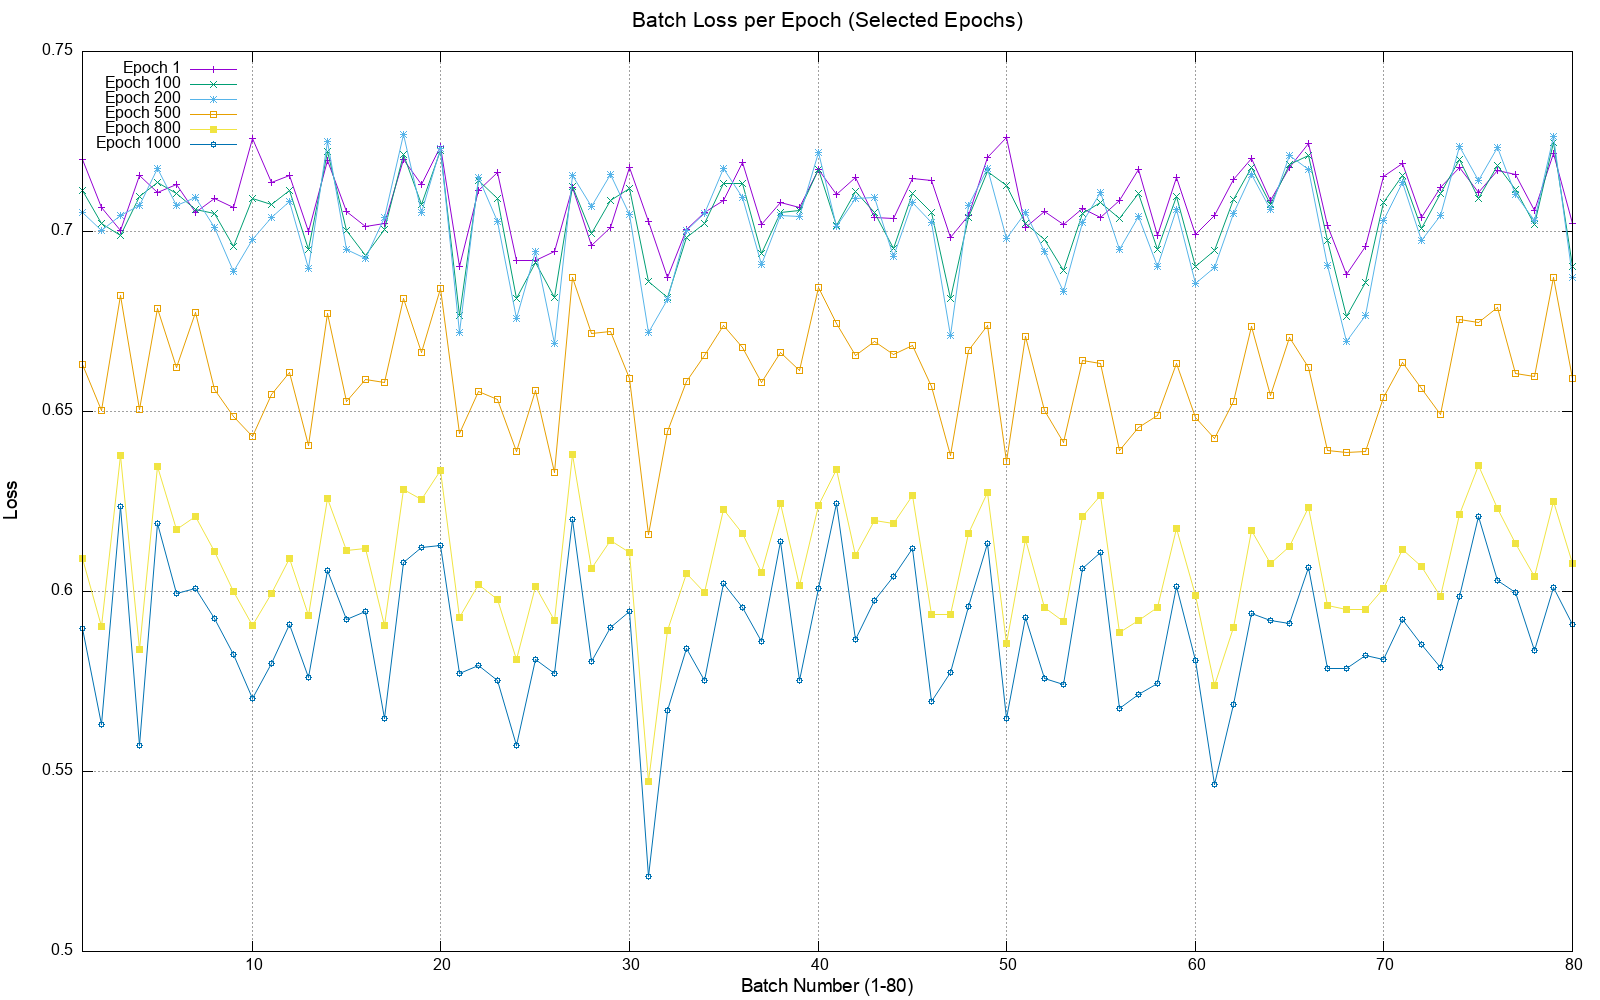 Batch Loss per Epoch (Selected Epochs)
0.75
0.7
0.65
0.6
0.55
0.5
Loss
Epoch 1
Epoch 100
Epoch 200
Epoch 500
Epoch 800
Epoch 1000
10 20 30 40 50 60 70 80
Batch Number (1-80)